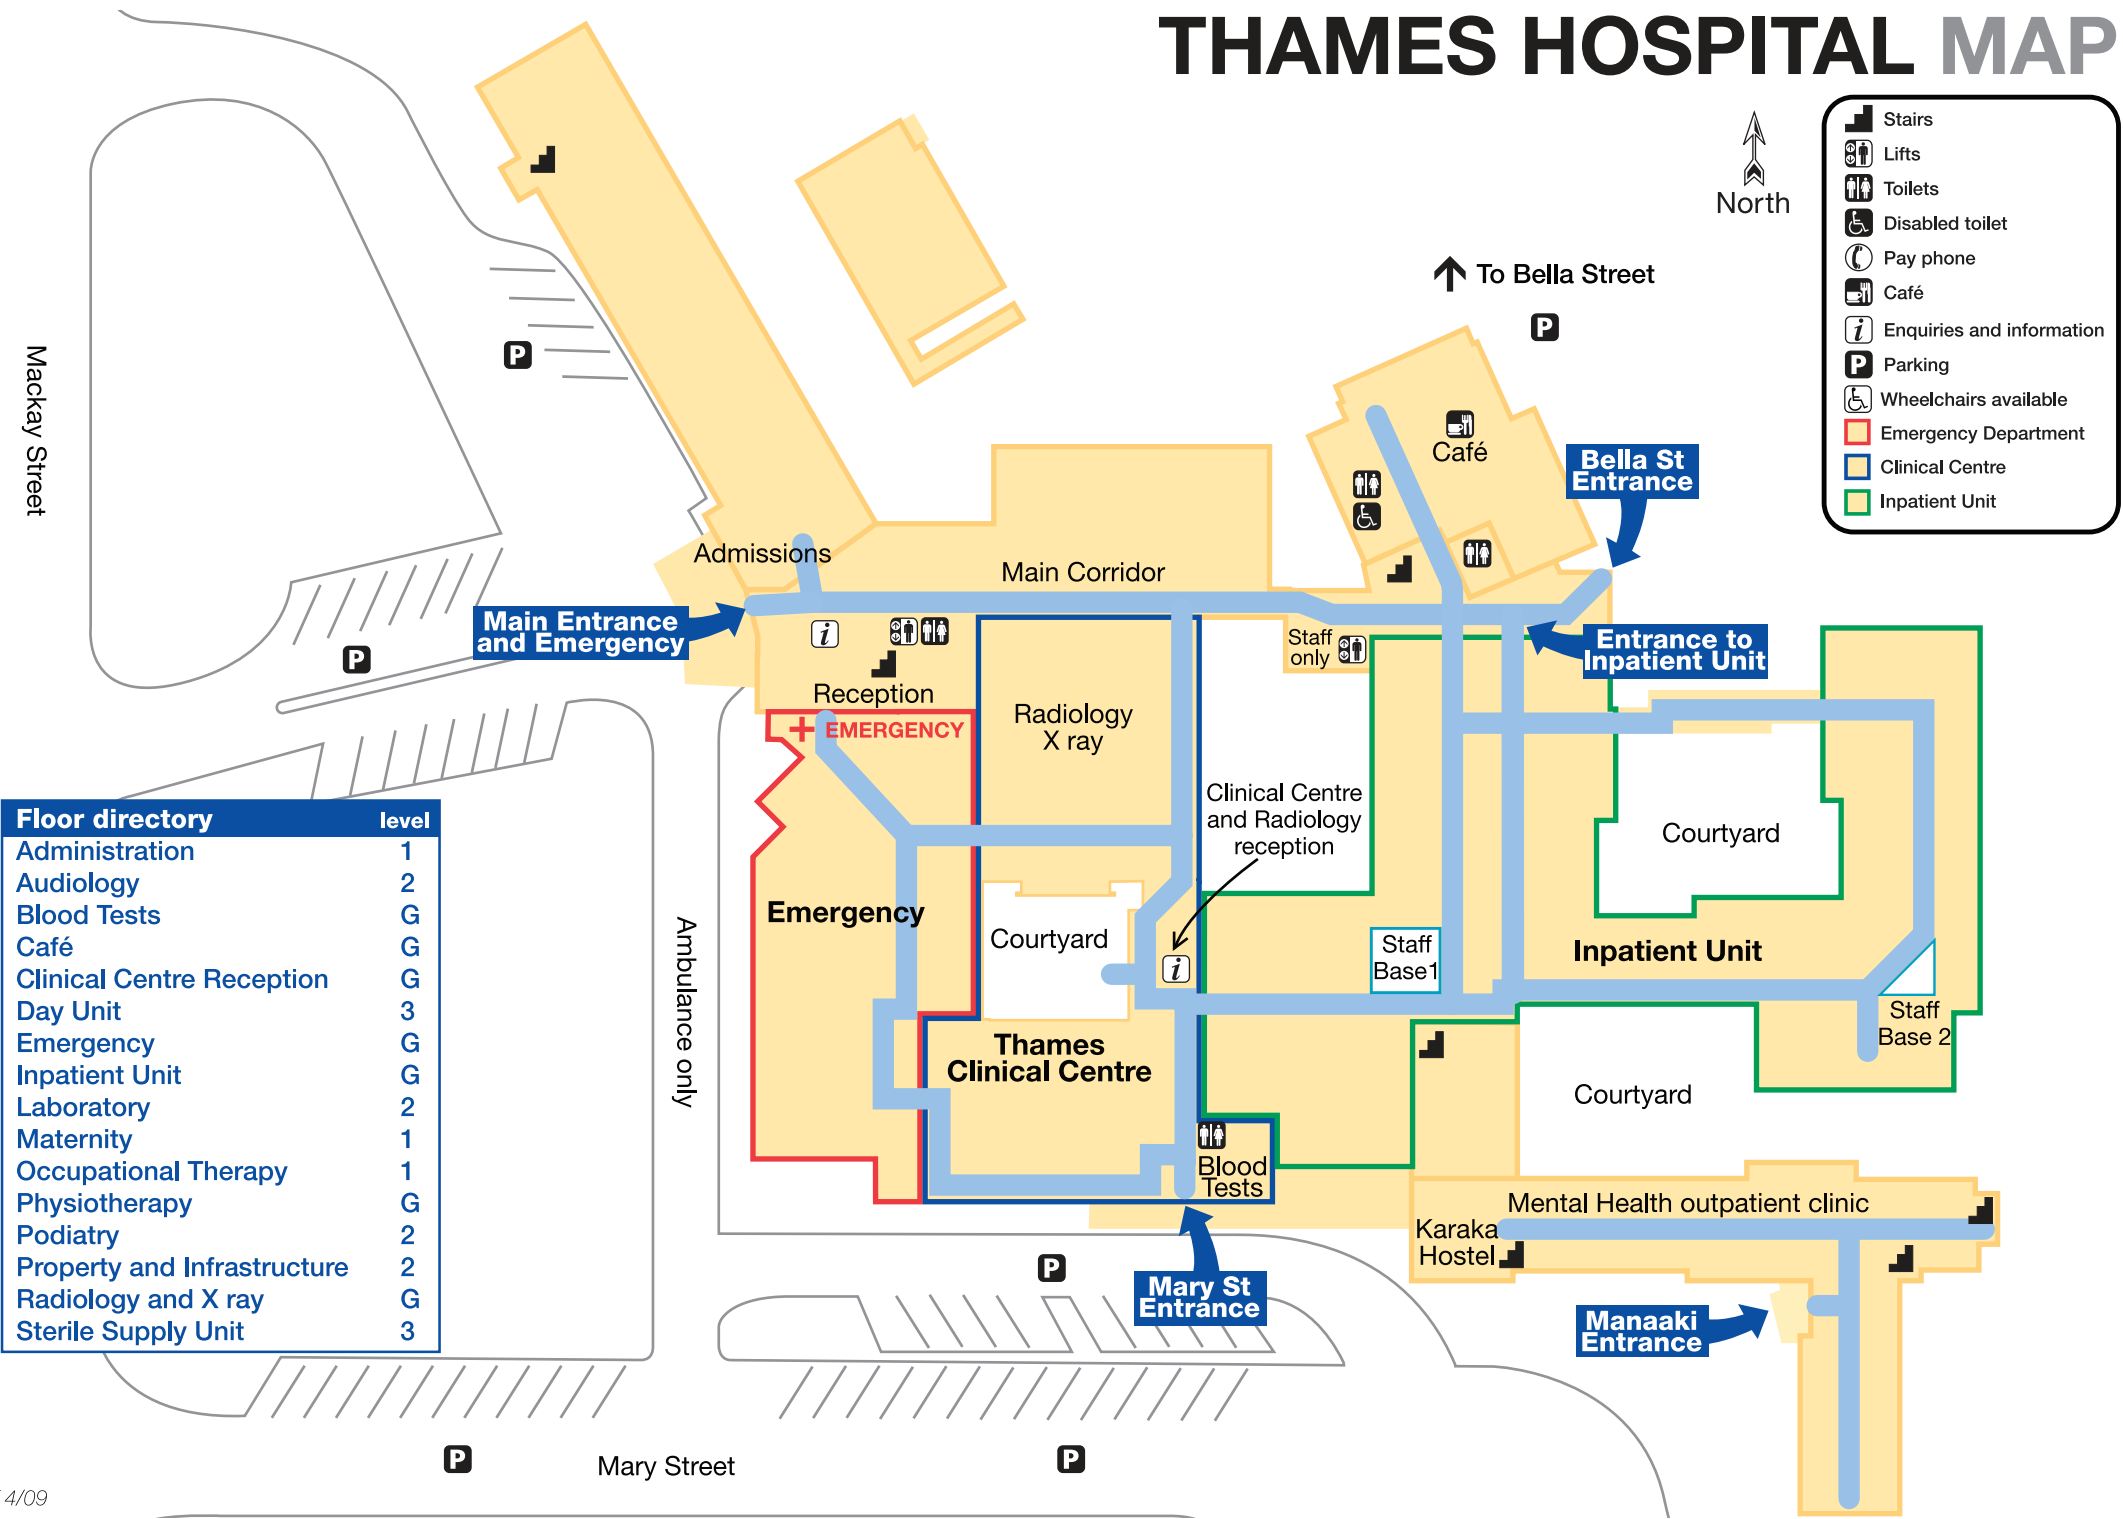 THAMES HOSPITAL MAP
Stairs
Lifts
Toilets
Disabled toilet
Pay phone
Café
Enquiries and information
P Parking
Wheelchairs available
Emergency Department
Clinical Centre
Inpatient Unit
North
To Bella Street
P
P
Mackay Street
Café
Bella St
Entrance
Admissions
Main Corridor
Main Entrance
and Emergency
P
i
Staff
only
Entrance to
Inpatient Unit
Reception
EMERGENCY
Radiology
X ray
Clinical Centre
and Radiology
reception
Courtyard
Floor directory level
Administration 1
Audiology 2
Blood Tests G
Café G
Clinical Centre Reception G
Day Unit 3
Emergency G
Inpatient Unit G
Laboratory 2
Maternity 1
Occupational Therapy 1
Physiotherapy G
Podiatry 2
Property and Infrastructure 2
Radiology and X ray G
Sterile Supply Unit 3
Ambulance only
Emergency
Courtyard
i
Staff
Base1
Inpatient Unit
Staff
Base 2
Thames
Clinical Centre
Courtyard
Blood
Tests
Mental Health outpatient clinic
Karaka
Hostel
P
Mary St
Entrance
Manaaki
Entrance
P
Mary Street
P
4/09